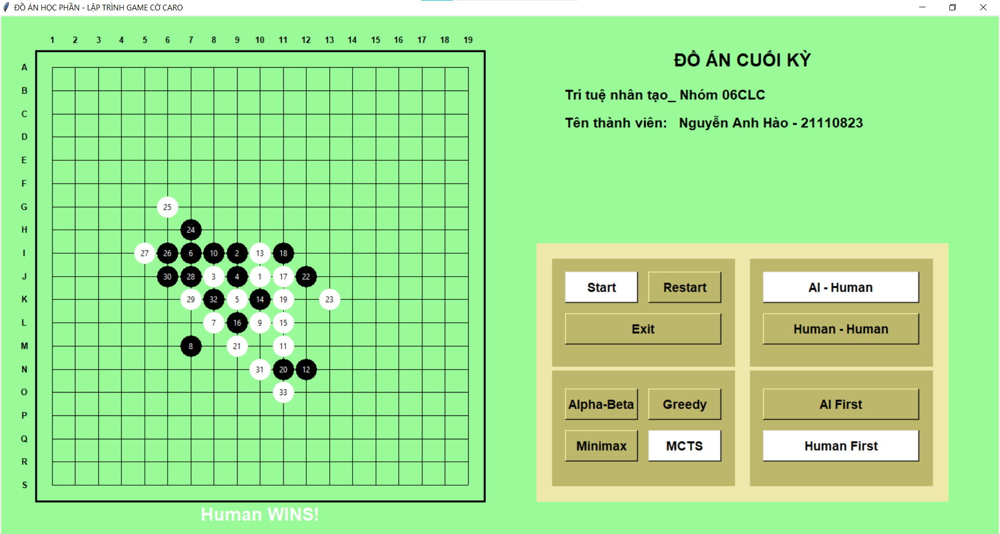 ĐỒ ÁN HỌC PHẦN - LẬP TRÌNH GAME CỜ CARO
1 2 3 4 5 6 7 8 9 10 11 12 13 14 15 16 17 18 19
A
B
C
D
E
F
G 25
H 24
I 27 26 6 10 2 13 18
J 30 28 3 4 1 17 22
K 29 32 5 14 19 23
L 7 16 9 15
M 8 21 11
N 31 20 12
O 33
P
Q
R
S
Human WINS!
ĐỒ ÁN CUỐI KỲ
Trí tuệ nhân tạo_ Nhóm 06CLC
Tên thành viên: Nguyễn Anh Hào - 21110823
Start Restart
Exit
AI - Human
Human - Human
Alpha-Beta Greedy
Minimax MCTS
AI First
Human First